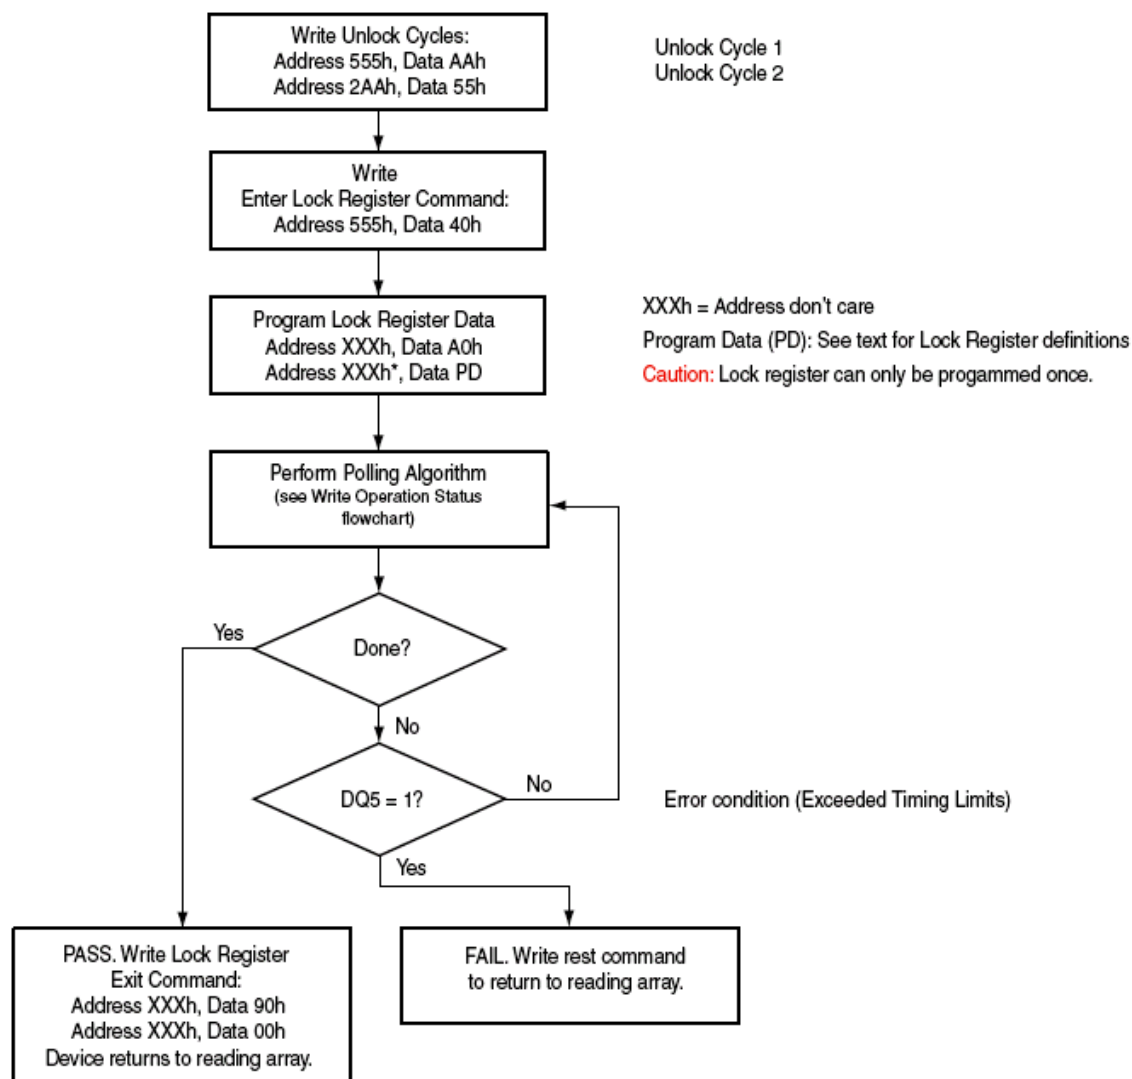 Write Unlock Cycles:
Address 555h, Data AAh
Address 2AAh, Data 55h
Unlock Cycle 1
Unlock Cycle 2
Write
Enter Lock Register Command:
Address 555h, Data 40h
Program Lock Register Data
Address XXXh, Data A0h
Address XXXh*, Data PD
XXXh = Address don't care
Program Data (PD): See text for Lock Register definitions
Caution: Lock register can only be progammed once.
Perform Polling Algorithm
(see Write Operation Status
flowchart)
Yes
Done?
No
DQ5 = 1?
No
Error condition (Exceeded Timing Limits)
Yes
PASS. Write Lock Register
Exit Command:
Address XXXh, Data 90h
Address XXXh, Data 00h
Device returns to reading array.
FAIL. Write rest command
to return to reading array.